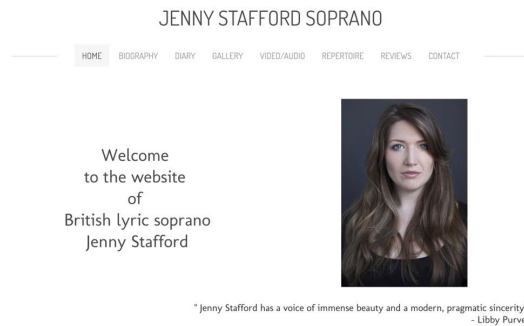 JENNY STAFFORD SOPRANO
HOME BIOGRAPHY DIARY GALLERY VIDEO/AUDIO REPERTOIRE REVIEWS CONTACT
Welcome
to the website
of
British lyric soprano
Jenny Stafford
" Jenny Stafford has a voice of immense beauty and a modern, pragmatic sincerity
- Libby Purve